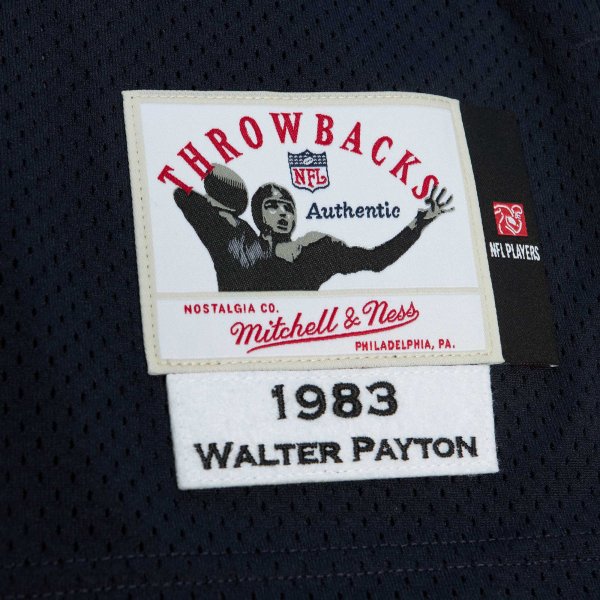 THROWBACKS
NFL
Authentic
NFL PLAYERS
NOSTALGIA CO.
Mitchell & Ness
PHILADELPHIA, PA.
1983
WALTER PAYTON